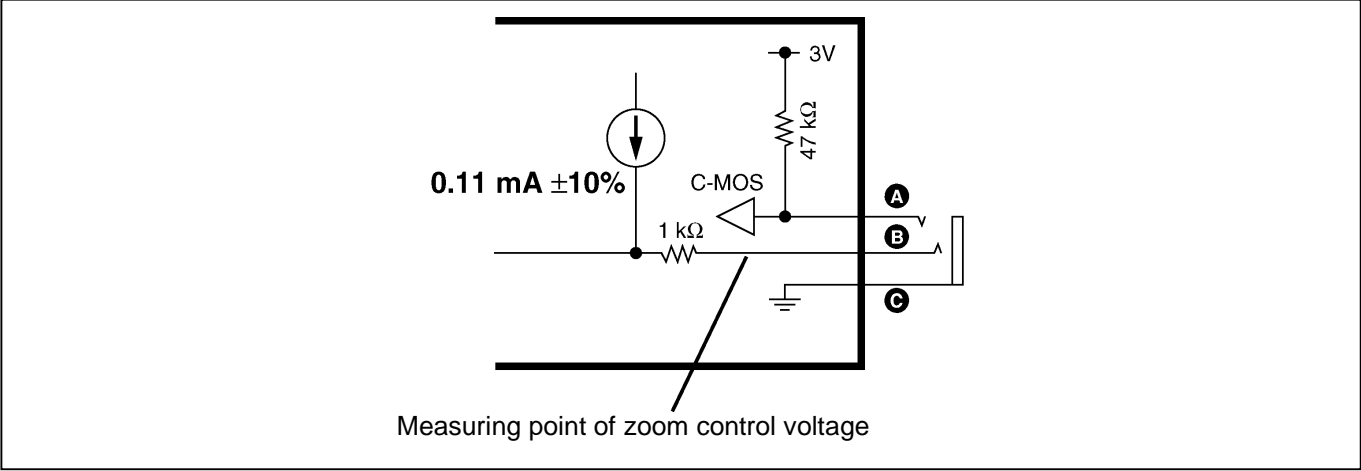 3V
47 kΩ
0.11 mA ±10%
C-MOS
A
1 kΩ
B
C
Measuring point of zoom control voltage